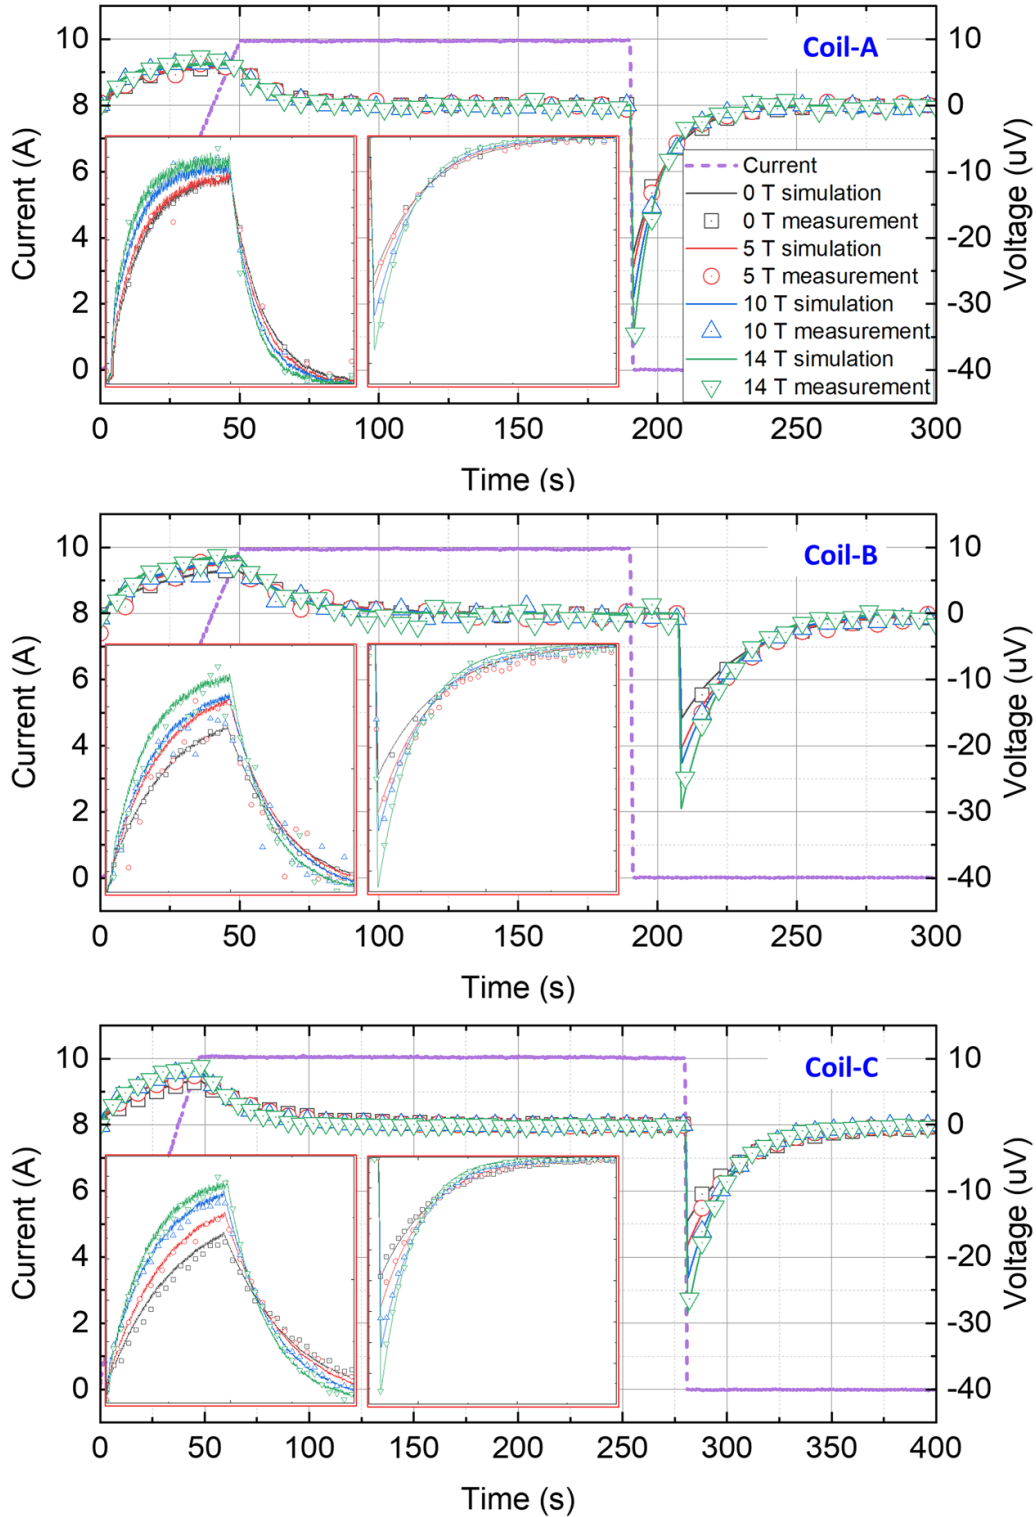 Coil-A
Current (A)
10
8
6
4
2
0
10
0
-10
-20
-30
-40
Voltage (uV)
Current
0 T simulation
0 T measurement
5 T simulation
5 T measurement
10 T simulation
10 T measurement
14 T simulation
14 T measurement
0 50 100 150 200 250 300
Time (s)
Coil-B
Current (A)
10
8
6
4
2
0
10
0
-10
-20
-30
-40
Voltage (uV)
0 50 100 150 200 250 300
Time (s)
Coil-C
Current (A)
10
8
6
4
2
0
10
0
-10
-20
-30
-40
Voltage (uV)
0 50 100 150 200 250 300 350 400
Time (s)